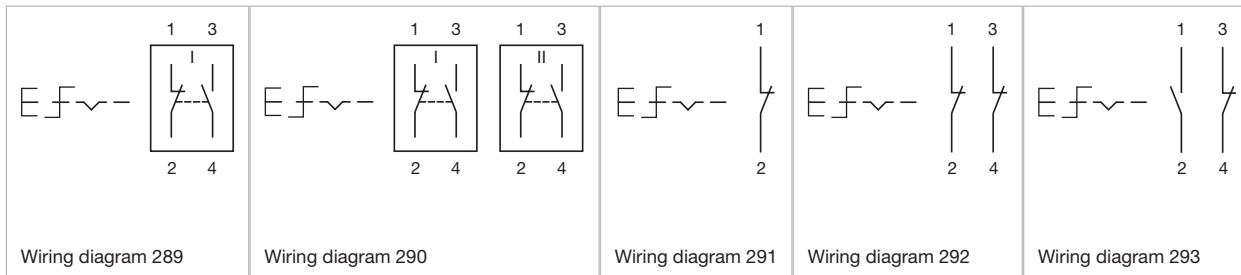 1 3
I
2 4
Wiring diagram 289
1 3 1 3
I II
2 4 2 4
Wiring diagram 290
1
2
Wiring diagram 291
1 3
2 4
Wiring diagram 292
1 3
2 4
Wiring diagram 293